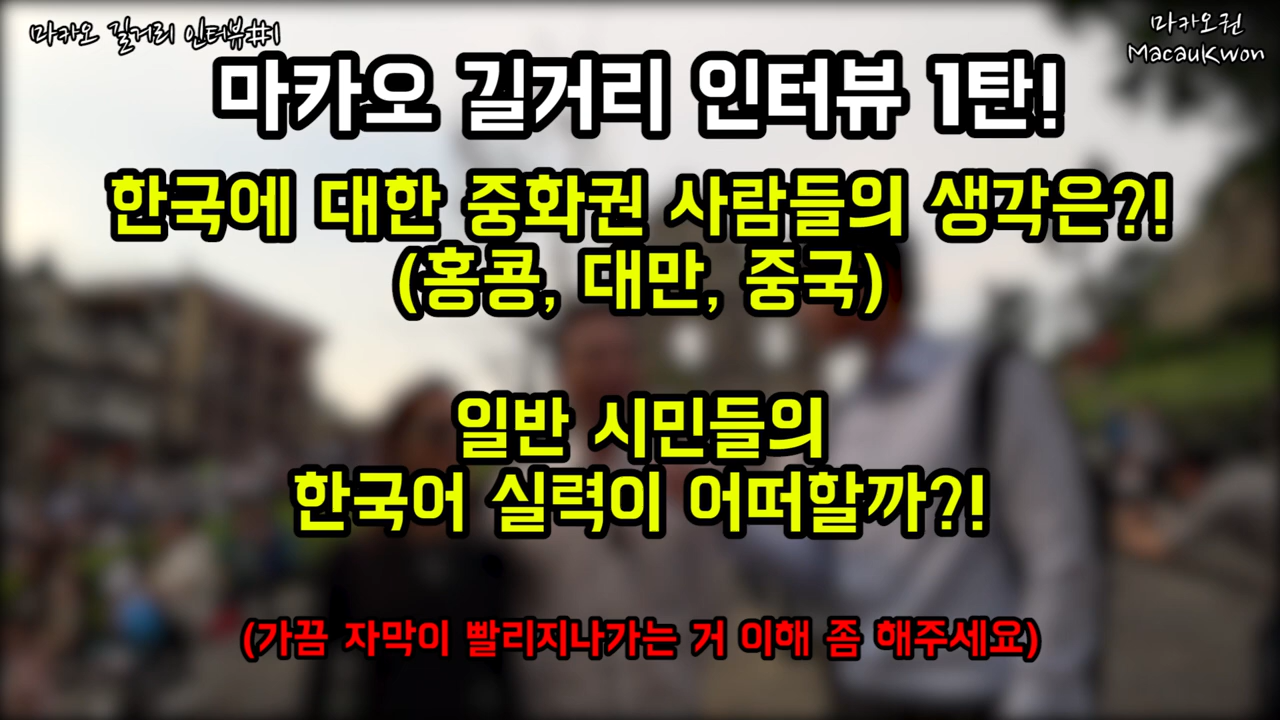 마카오 길거리 인터뷰#1
마카오권
MacauKwon
마카오 길거리 인터뷰 1탄!
한국에 대한 중화권 사람들의 생각은?!
(홍콩, 대만, 중국)
일반 시민들의
한국어 실력이 어떠할까?!
(가끔 자막이 빨리지나가는 거 이해 좀 해주세요)